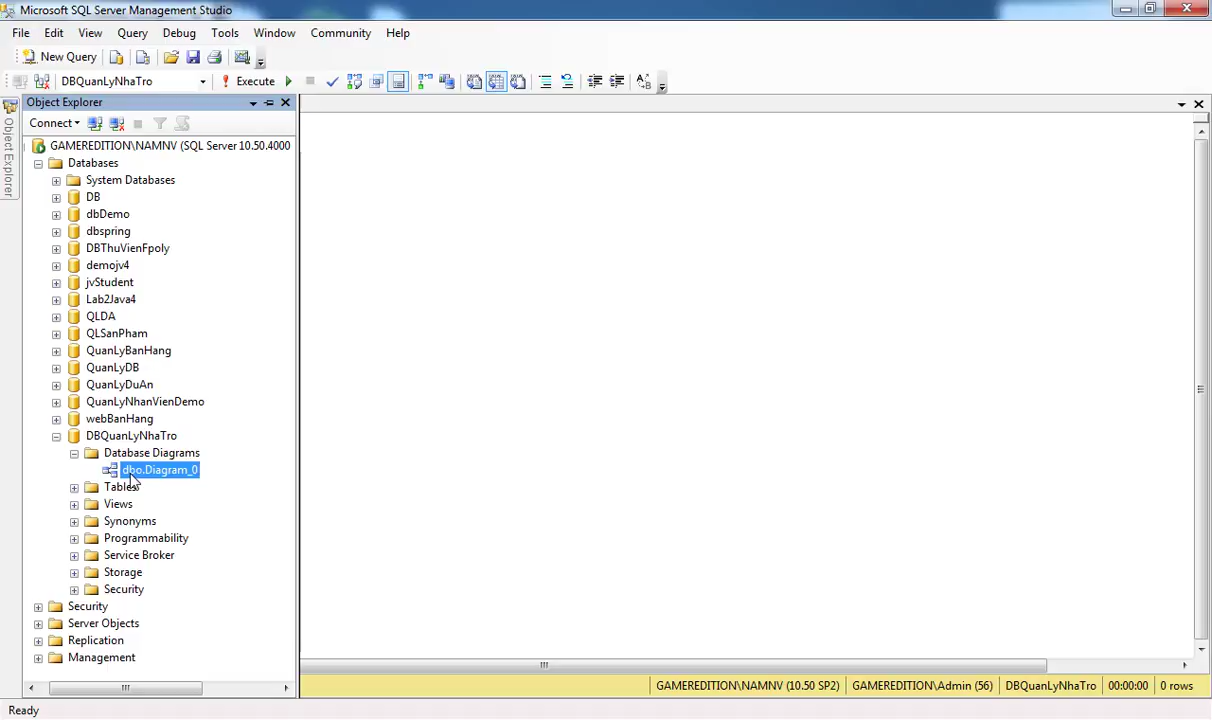 Microsoft SQL Server Management Studio
File Edit View Query Debug Tools Window Community Help
New Query
DBQuanLyNhaTro Execute
Object Explorer
Object Explorer
Connect
GAMEREDITION\NAMNV (SQL Server 10.50.4000
Databases
System Databases
DB
dbDemo
dbspring
DBThuVienFpoly
demojv4
jvStudent
Lab2Java4
QLDA
QLSanPham
QuanLyBanHang
QuanLyDB
QuanLyDuAn
QuanLyNhanVienDemo
webBanHang
DBQuanLyNhaTro
Database Diagrams
dbo.Diagram_0
Tables
Views
Synonyms
Programmability
Service Broker
Storage
Security
Security
Server Objects
Replication
Management
GAMEREDITION\NAMNV (10.50 SP2) GAMEREDITION\Admin (56) DBQuanLyNhaTro 00:00:00 0 rows
Ready